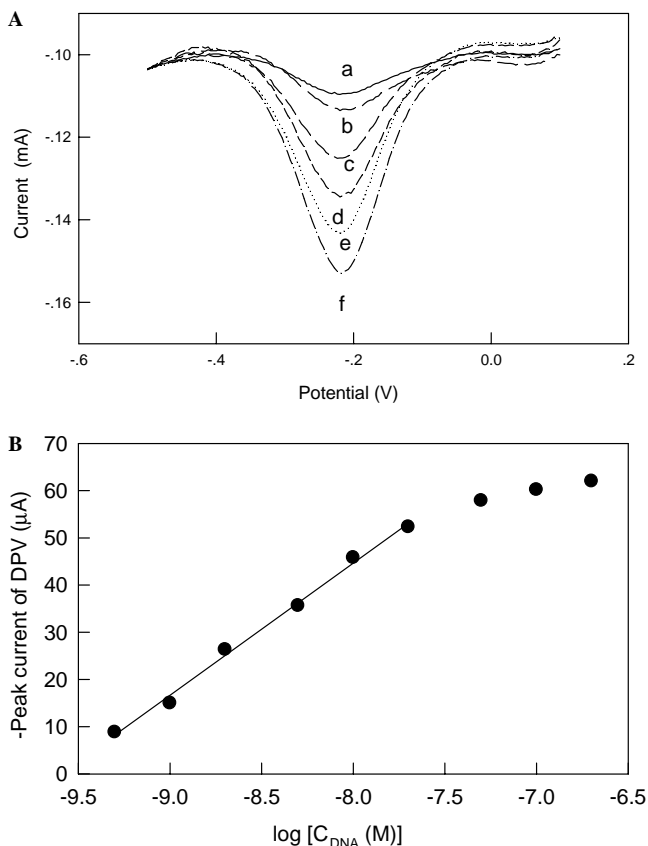 A
-.10
-.12
-.14
-.16
Current (mA)
a
b
c
d
e
f
-.6
-.4
-.2
0.0
.2
Potential (V)
B
70
60
50
40
30
20
10
0
-Peak current of DPV (μA)
-9.5
-9.0
-8.5
-8.0
-7.5
-7.0
-6.5
log [C_DNA (M)]